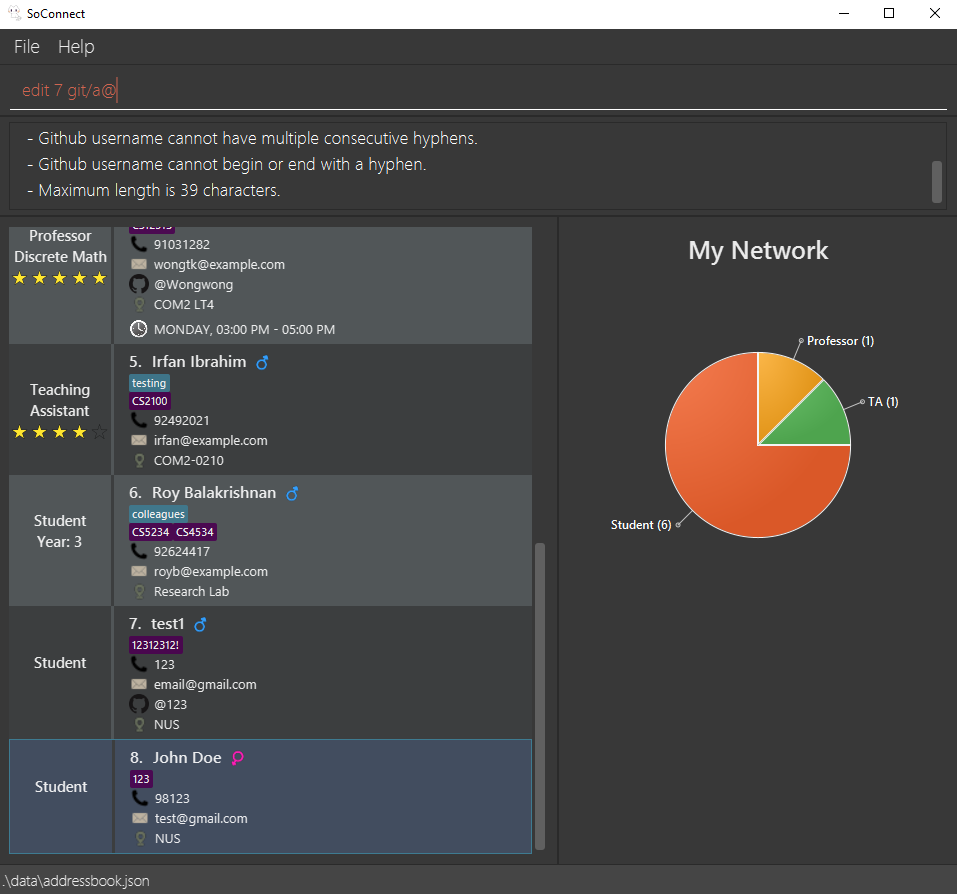 SoConnect
File Help
edit 7 git/a@
- Github username cannot have multiple consecutive hyphens.
- Github username cannot begin or end with a hyphen.
- Maximum length is 39 characters.
Professor
Discrete Math
91031282
wongtk@example.com
@Wongwong
COM2 LT4
MONDAY, 03:00 PM - 05:00 PM
Teaching
Assistant
5. Irfan Ibrahim
testing
CS2100
92492021
irfan@example.com
COM2-0210
Student
Year: 3
6. Roy Balakrishnan
colleagues
CS5234 CS4534
92624417
royb@example.com
Research Lab
Student
7. test1
12312312!
123
email@gmail.com
@123
NUS
Student
8. John Doe
123
98123
test@gmail.com
NUS
My Network
Professor (1)
TA (1)
Student (6)
.\data\addressbook.json